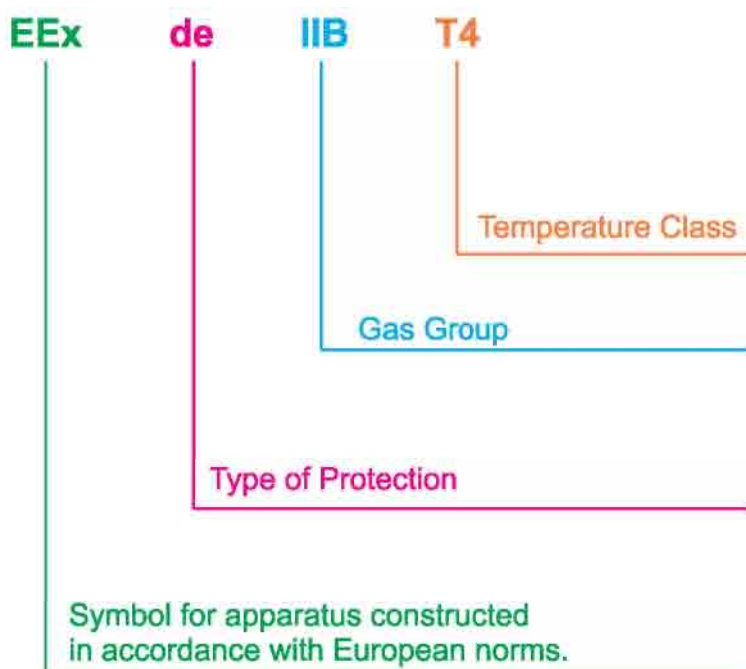 EEx de IIB T4
Temperature Class
Gas Group
Type of Protection
Symbol for apparatus constructed
in accordance with European norms.